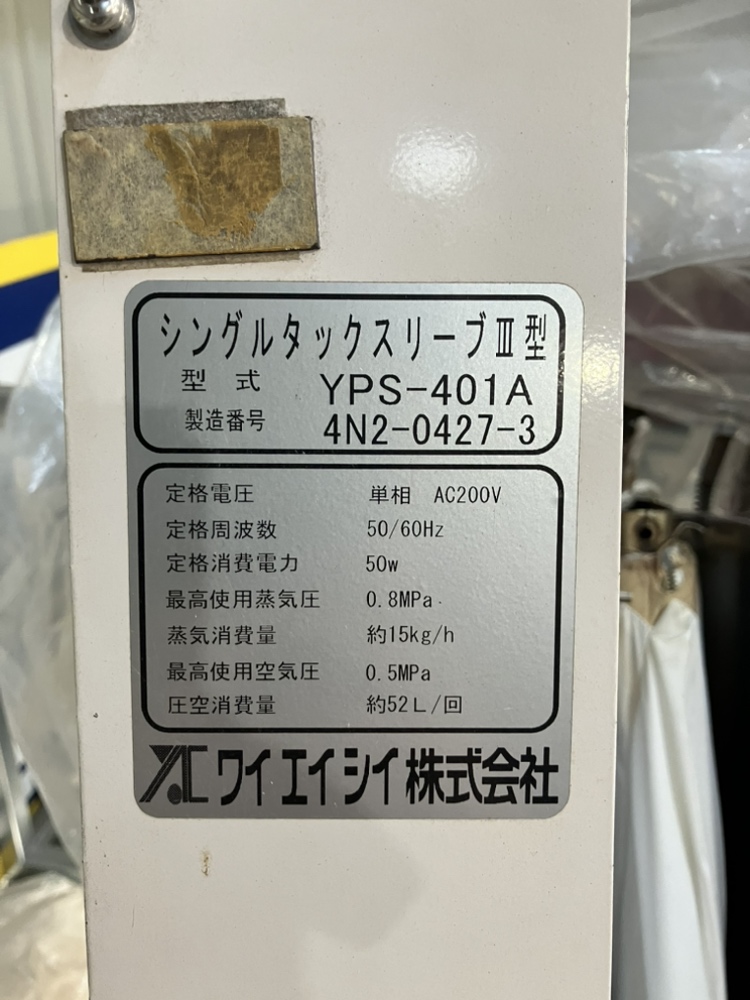 シングルタックスリーブⅢ型
型式 YPS-401A
製造番号 4N2-0427-3
定格電圧 単相 AC200V
定格周波数 50/60Hz
定格消費電力 50w
最高使用蒸気圧 0.8MPa
蒸気消費量 約15kg/h
最高使用空気圧 0.5MPa
圧空消費量 約52L/回
YAC ワイエイシイ株式会社